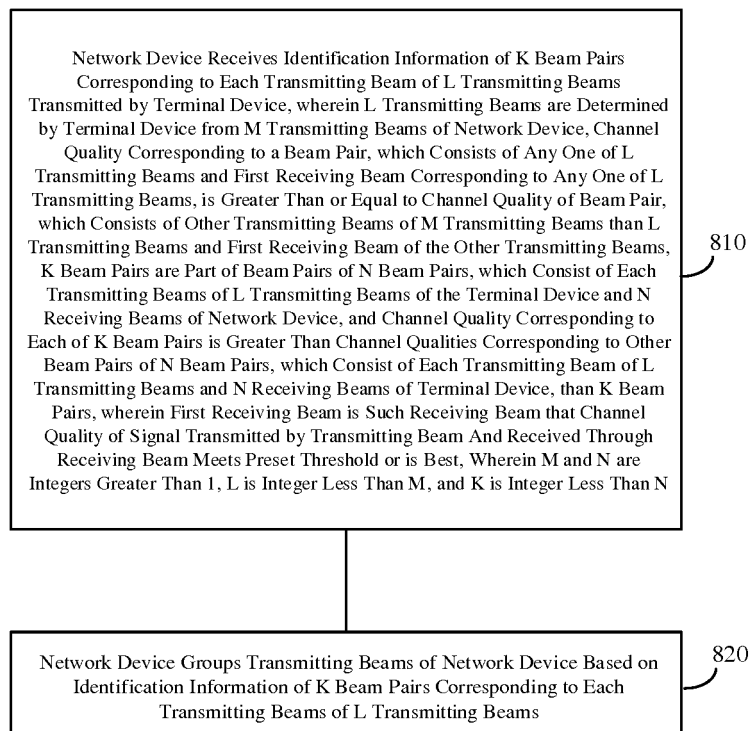 Network Device Receives Identification Information of K Beam Pairs
Corresponding to Each Transmitting Beam of L Transmitting Beams
Transmitted by Terminal Device, wherein L Transmitting Beams are Determined
by Terminal Device from M Transmitting Beams of Network Device, Channel
Quality Corresponding to a Beam Pair, which Consists of Any One of L
Transmitting Beams and First Receiving Beam Corresponding to Any One of L
Transmitting Beams, is Greater Than or Equal to Channel Quality of Beam Pair,
which Consists of Other Transmitting Beams of M Transmitting Beams than L
Transmitting Beams and First Receiving Beam of the Other Transmitting Beams,
K Beam Pairs are Part of Beam Pairs of N Beam Pairs, which Consist of Each
Transmitting Beams of L Transmitting Beams of the Terminal Device and N
Receiving Beams of Network Device, and Channel Quality Corresponding to
Each of K Beam Pairs is Greater Than Channel Qualities Corresponding to Other
Beam Pairs of N Beam Pairs, which Consist of Each Transmitting Beam of L
Transmitting Beams and N Receiving Beams of Terminal Device, than K Beam
Pairs, wherein First Receiving Beam is Such Receiving Beam that Channel
Quality of Signal Transmitted by Transmitting Beam And Received Through
Receiving Beam Meets Preset Threshold or is Best, Wherein M and N are
Integers Greater Than 1, L is Integer Less Than M, and K is Integer Less Than N
810
Network Device Groups Transmitting Beams of Network Device Based on
Identification Information of K Beam Pairs Corresponding to Each
Transmitting Beams of L Transmitting Beams
820